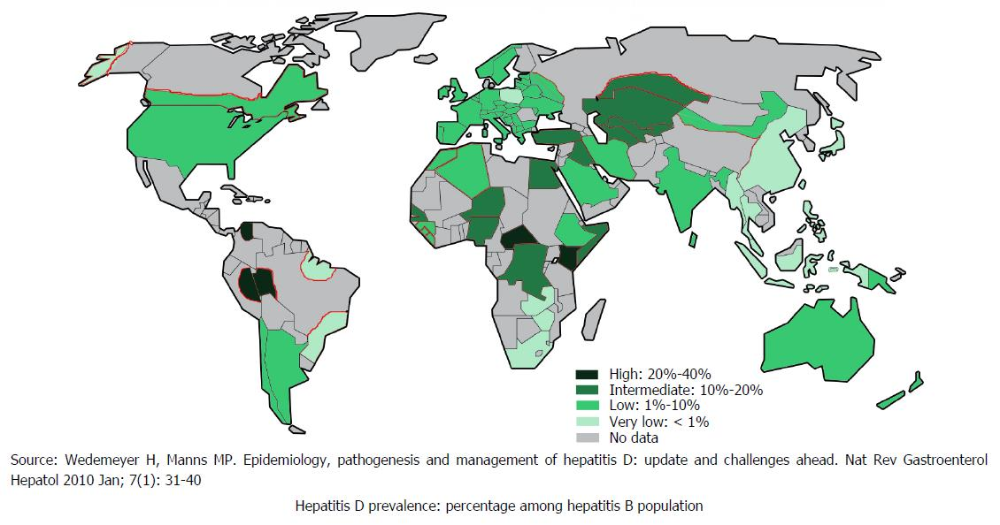 High: 20%-40%
Intermediate: 10%-20%
Low: 1%-10%
Very low: < 1%
No data
Source: Wedemeyer H, Manns MP. Epidemiology, pathogenesis and management of hepatitis D: update and challenges ahead. Nat Rev Gastroenterol
Hepatol 2010 Jan; 7(1): 31-40
Hepatitis D prevalence: percentage among hepatitis B population